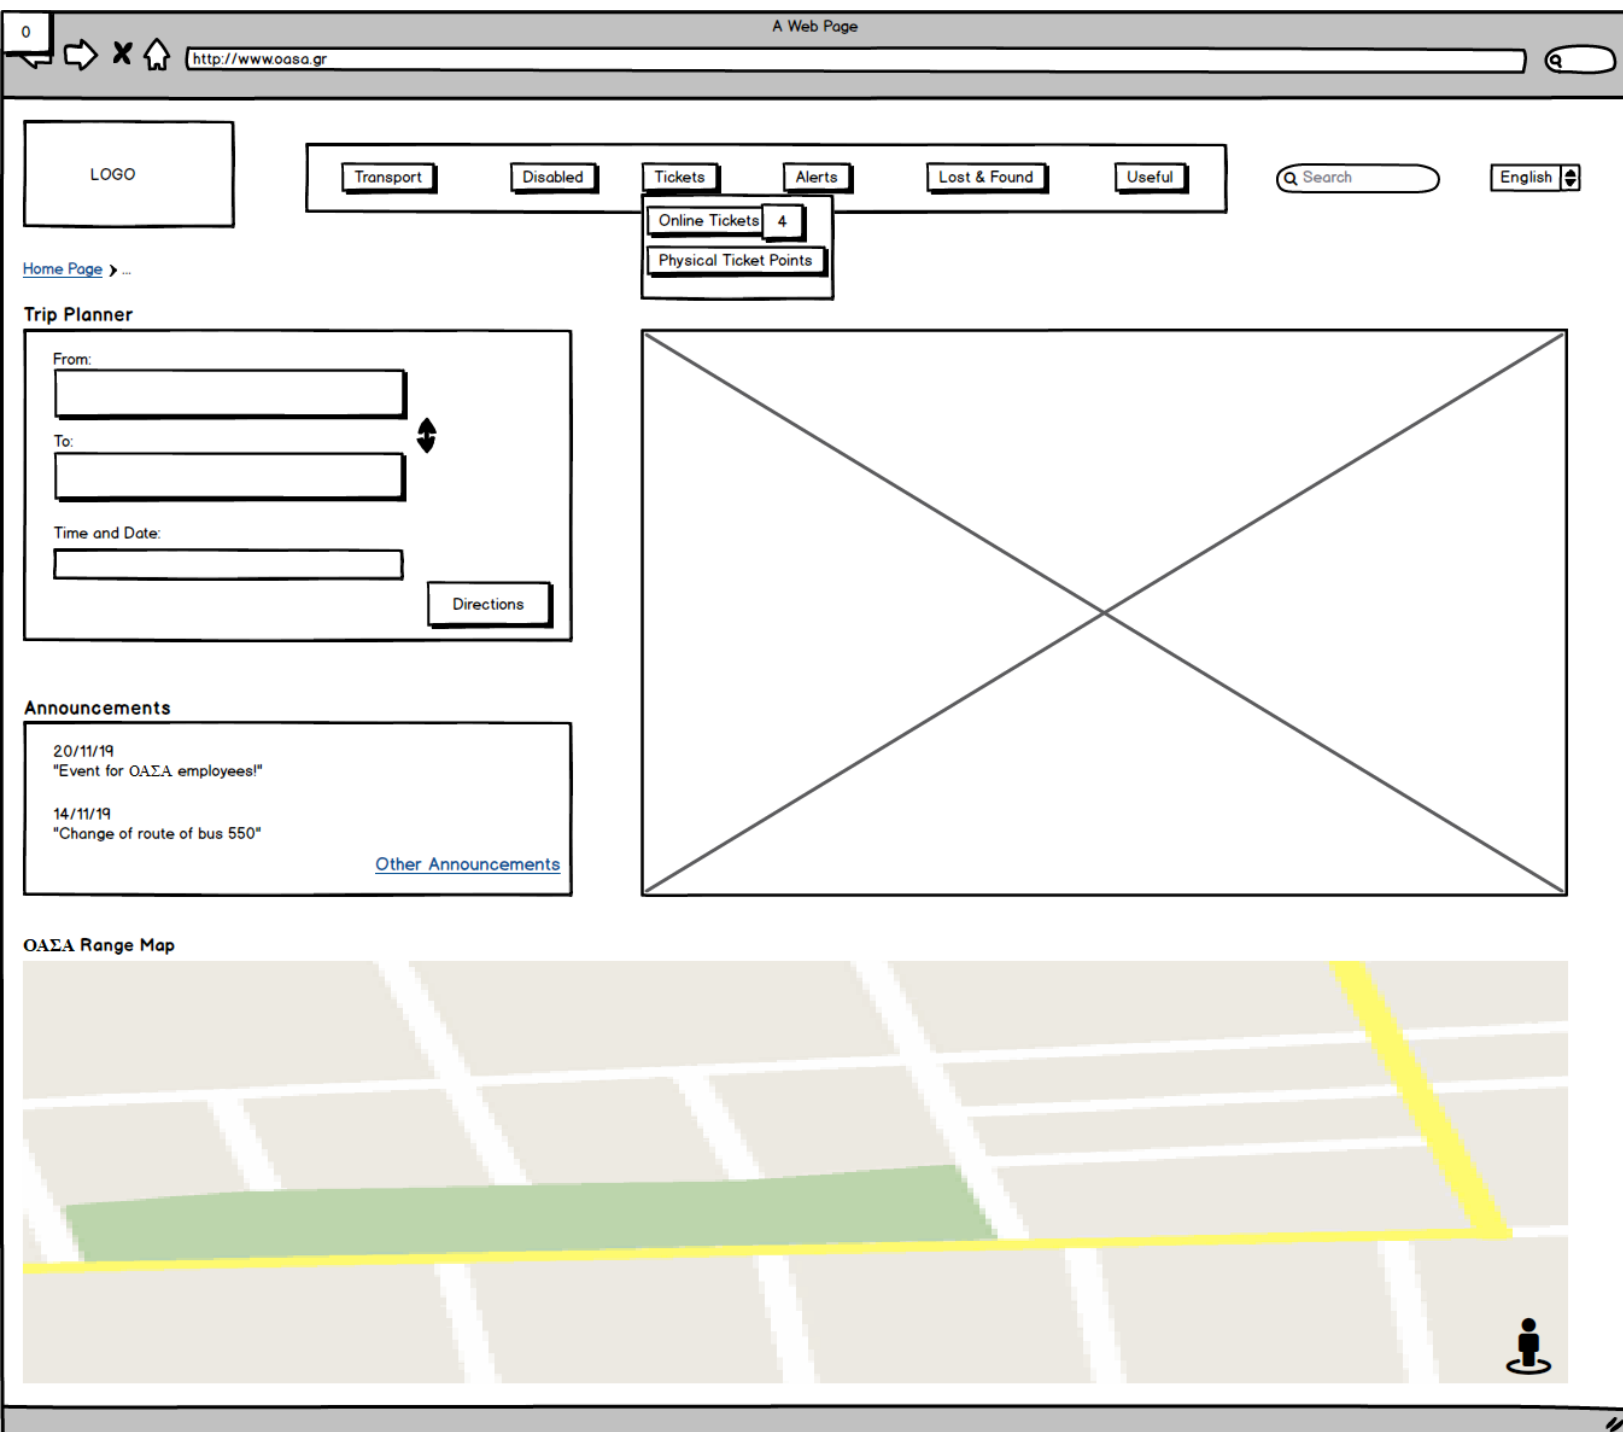 0
A Web Page
http://www.oasa.gr
LOGO
Transport
Disabled
Tickets
Alerts
Lost & Found
Useful
Search
English
Online Tickets
4
Physical Ticket Points
Home Page
...
Trip Planner
From:
To:
Time and Date:
Directions
Announcements
20/11/19
"Event for ΟΑΣΑ employees!"
14/11/19
"Change of route of bus 550"
Other Announcements
ΟΑΣΑ Range Map